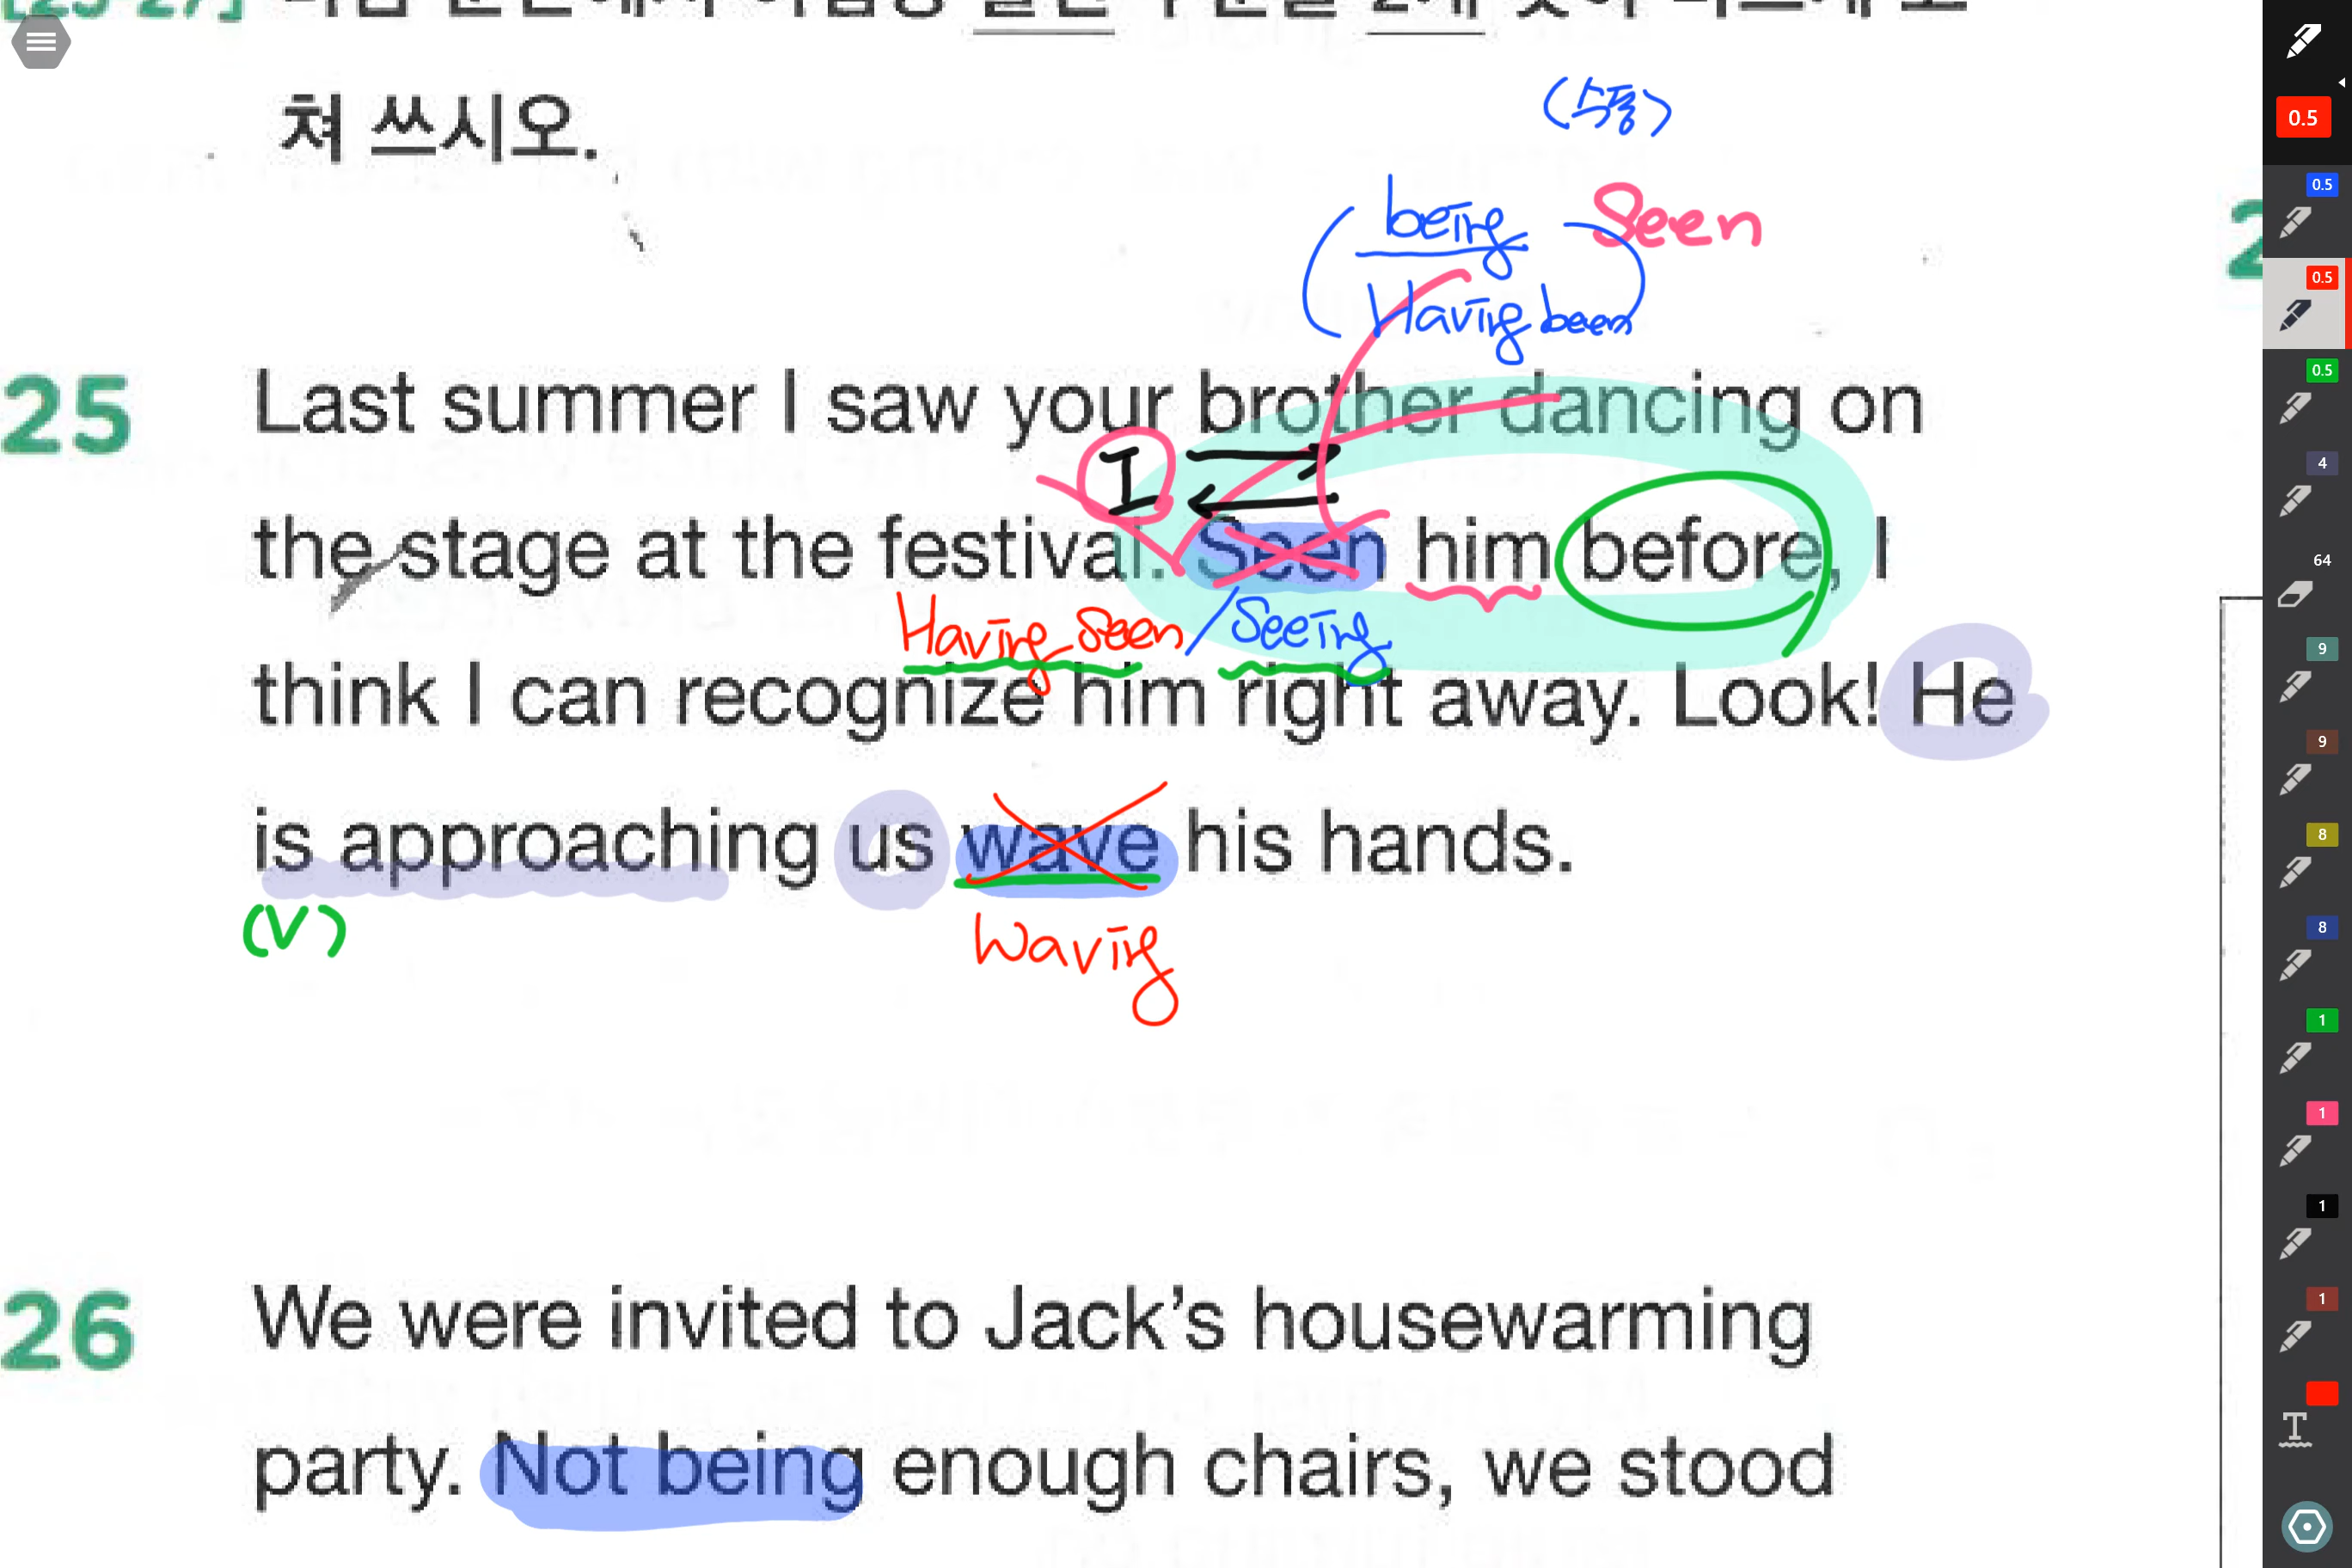 [25-27]
쳐 쓰시오.
(수동)
being Seen
Having been
25 Last summer I saw your brother dancing on
I
the stage at the festival. Seen him before, I
Having Seen / Seeing
think I can recognize him right away. Look! He
is approaching us wave his hands.
(V)
Waving
26 We were invited to Jack's housewarming
party. Not being enough chairs, we stood
0.5
0.5
0.5
0.5
4
64
9
9
8
8
1
1
1
1
T